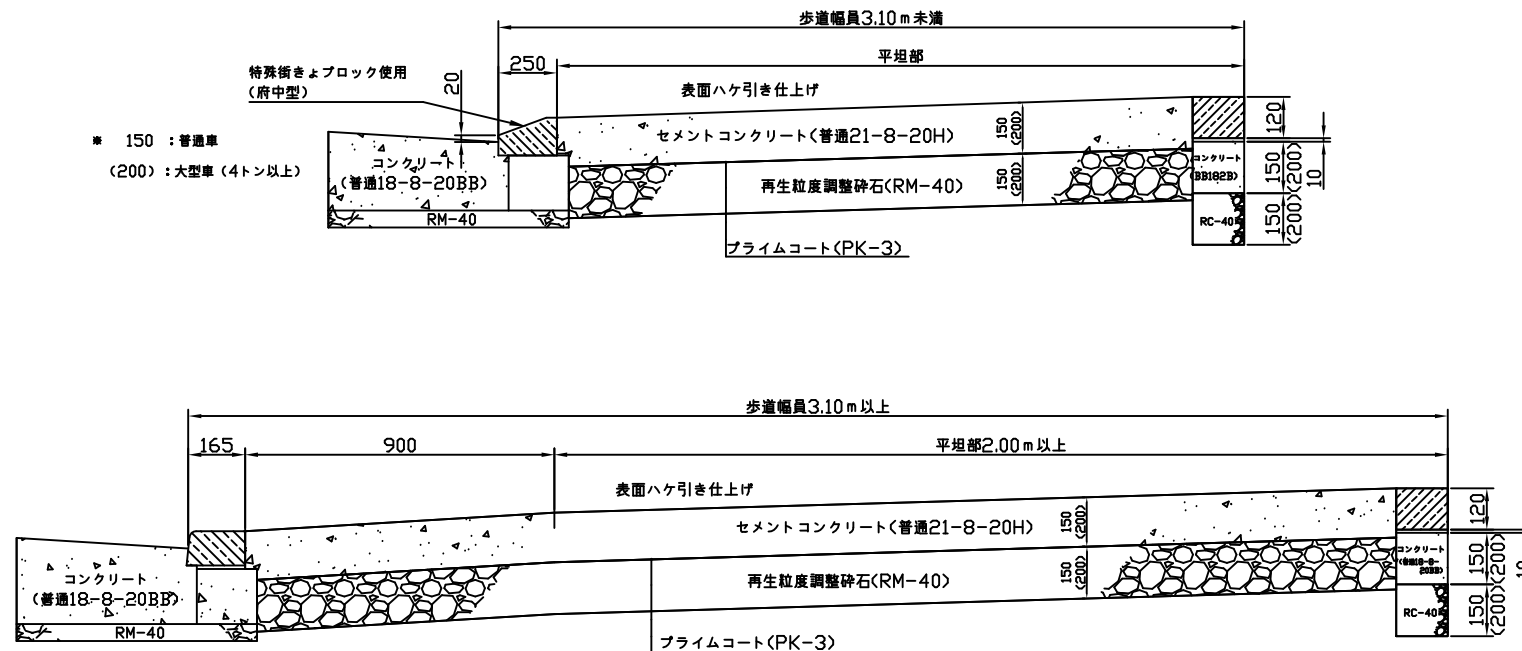 歩道幅員3.10m未満
250
平坦部
特殊街きょブロック使用
(府中型)
20
表面ハケ引き仕上げ
※ 150 :普通車
(200):大型車(4トン以上)
コンクリート
(普通18-8-20BB)
RM-40
セメントコンクリート(普通21-8-20H)
150
(200)
再生粒度調整砕石(RM-40)
150
(200)
プライムコート(PK-3)
コンクリート
(BB182B)
RC-40
120
150
(200)
10
150
(200)
歩道幅員3.10m以上
165
900
平坦部2.00m以上
表面ハケ引き仕上げ
コンクリート
(普通18-8-20BB)
RM-40
セメントコンクリート(普通21-8-20H)
150
(200)
再生粒度調整砕石(RM-40)
150
(200)
プライムコート(PK-3)
コンクリート
(普通18-8-
20BB)
RC-40
120
150
(200)
10
150
(200)